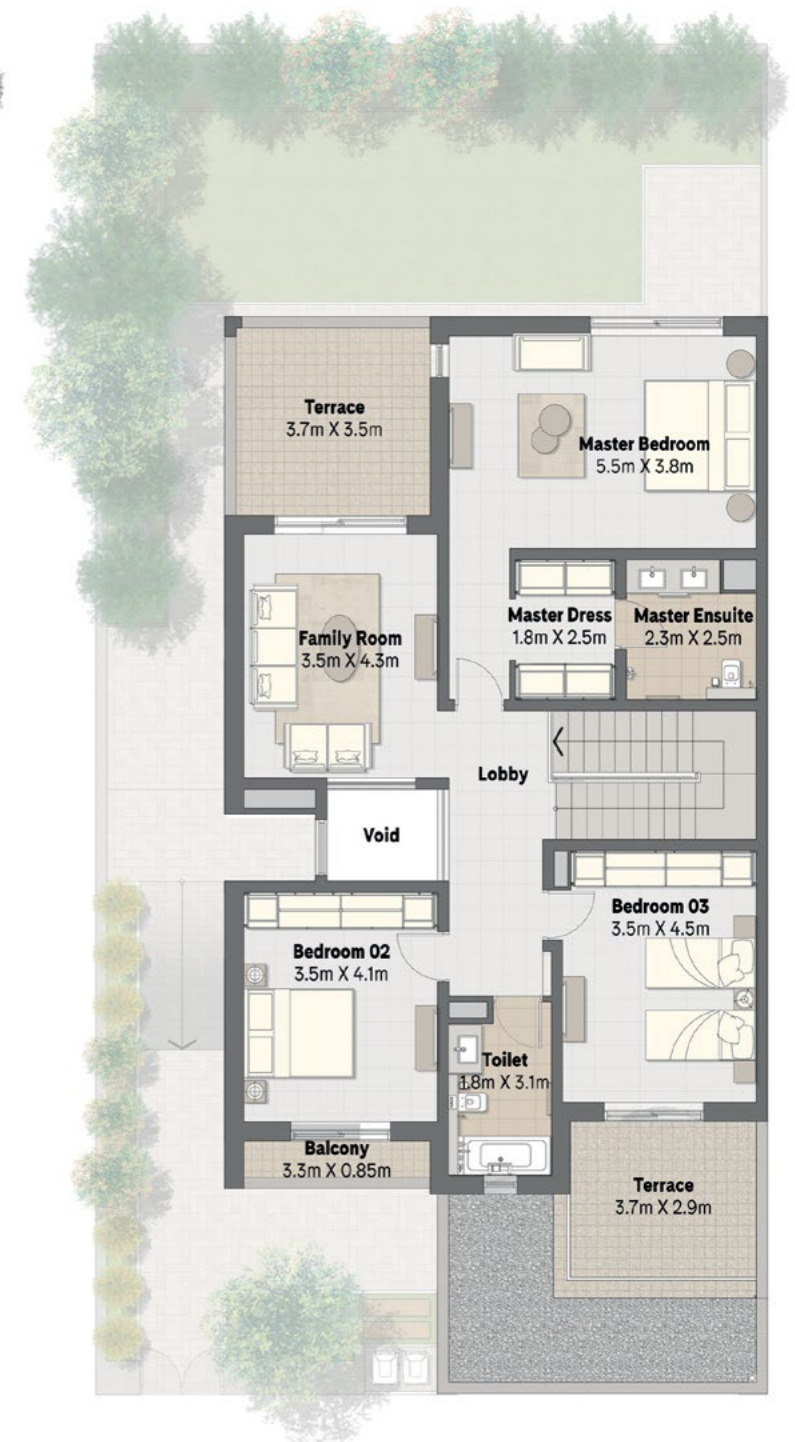 Terrace
3.7m X 3.5m
Master Bedroom
5.5m X 3.8m
Family Room
3.5m X 4.3m
Master Dress
1.8m X 2.5m
Master Ensuite
2.3m X 2.5m
Lobby
Void
Bedroom 02
3.5m X 4.1m
Bedroom 03
3.5m X 4.5m
Toilet
1.8m X 3.1m
Balcony
3.3m X 0.85m
Terrace
3.7m X 2.9m